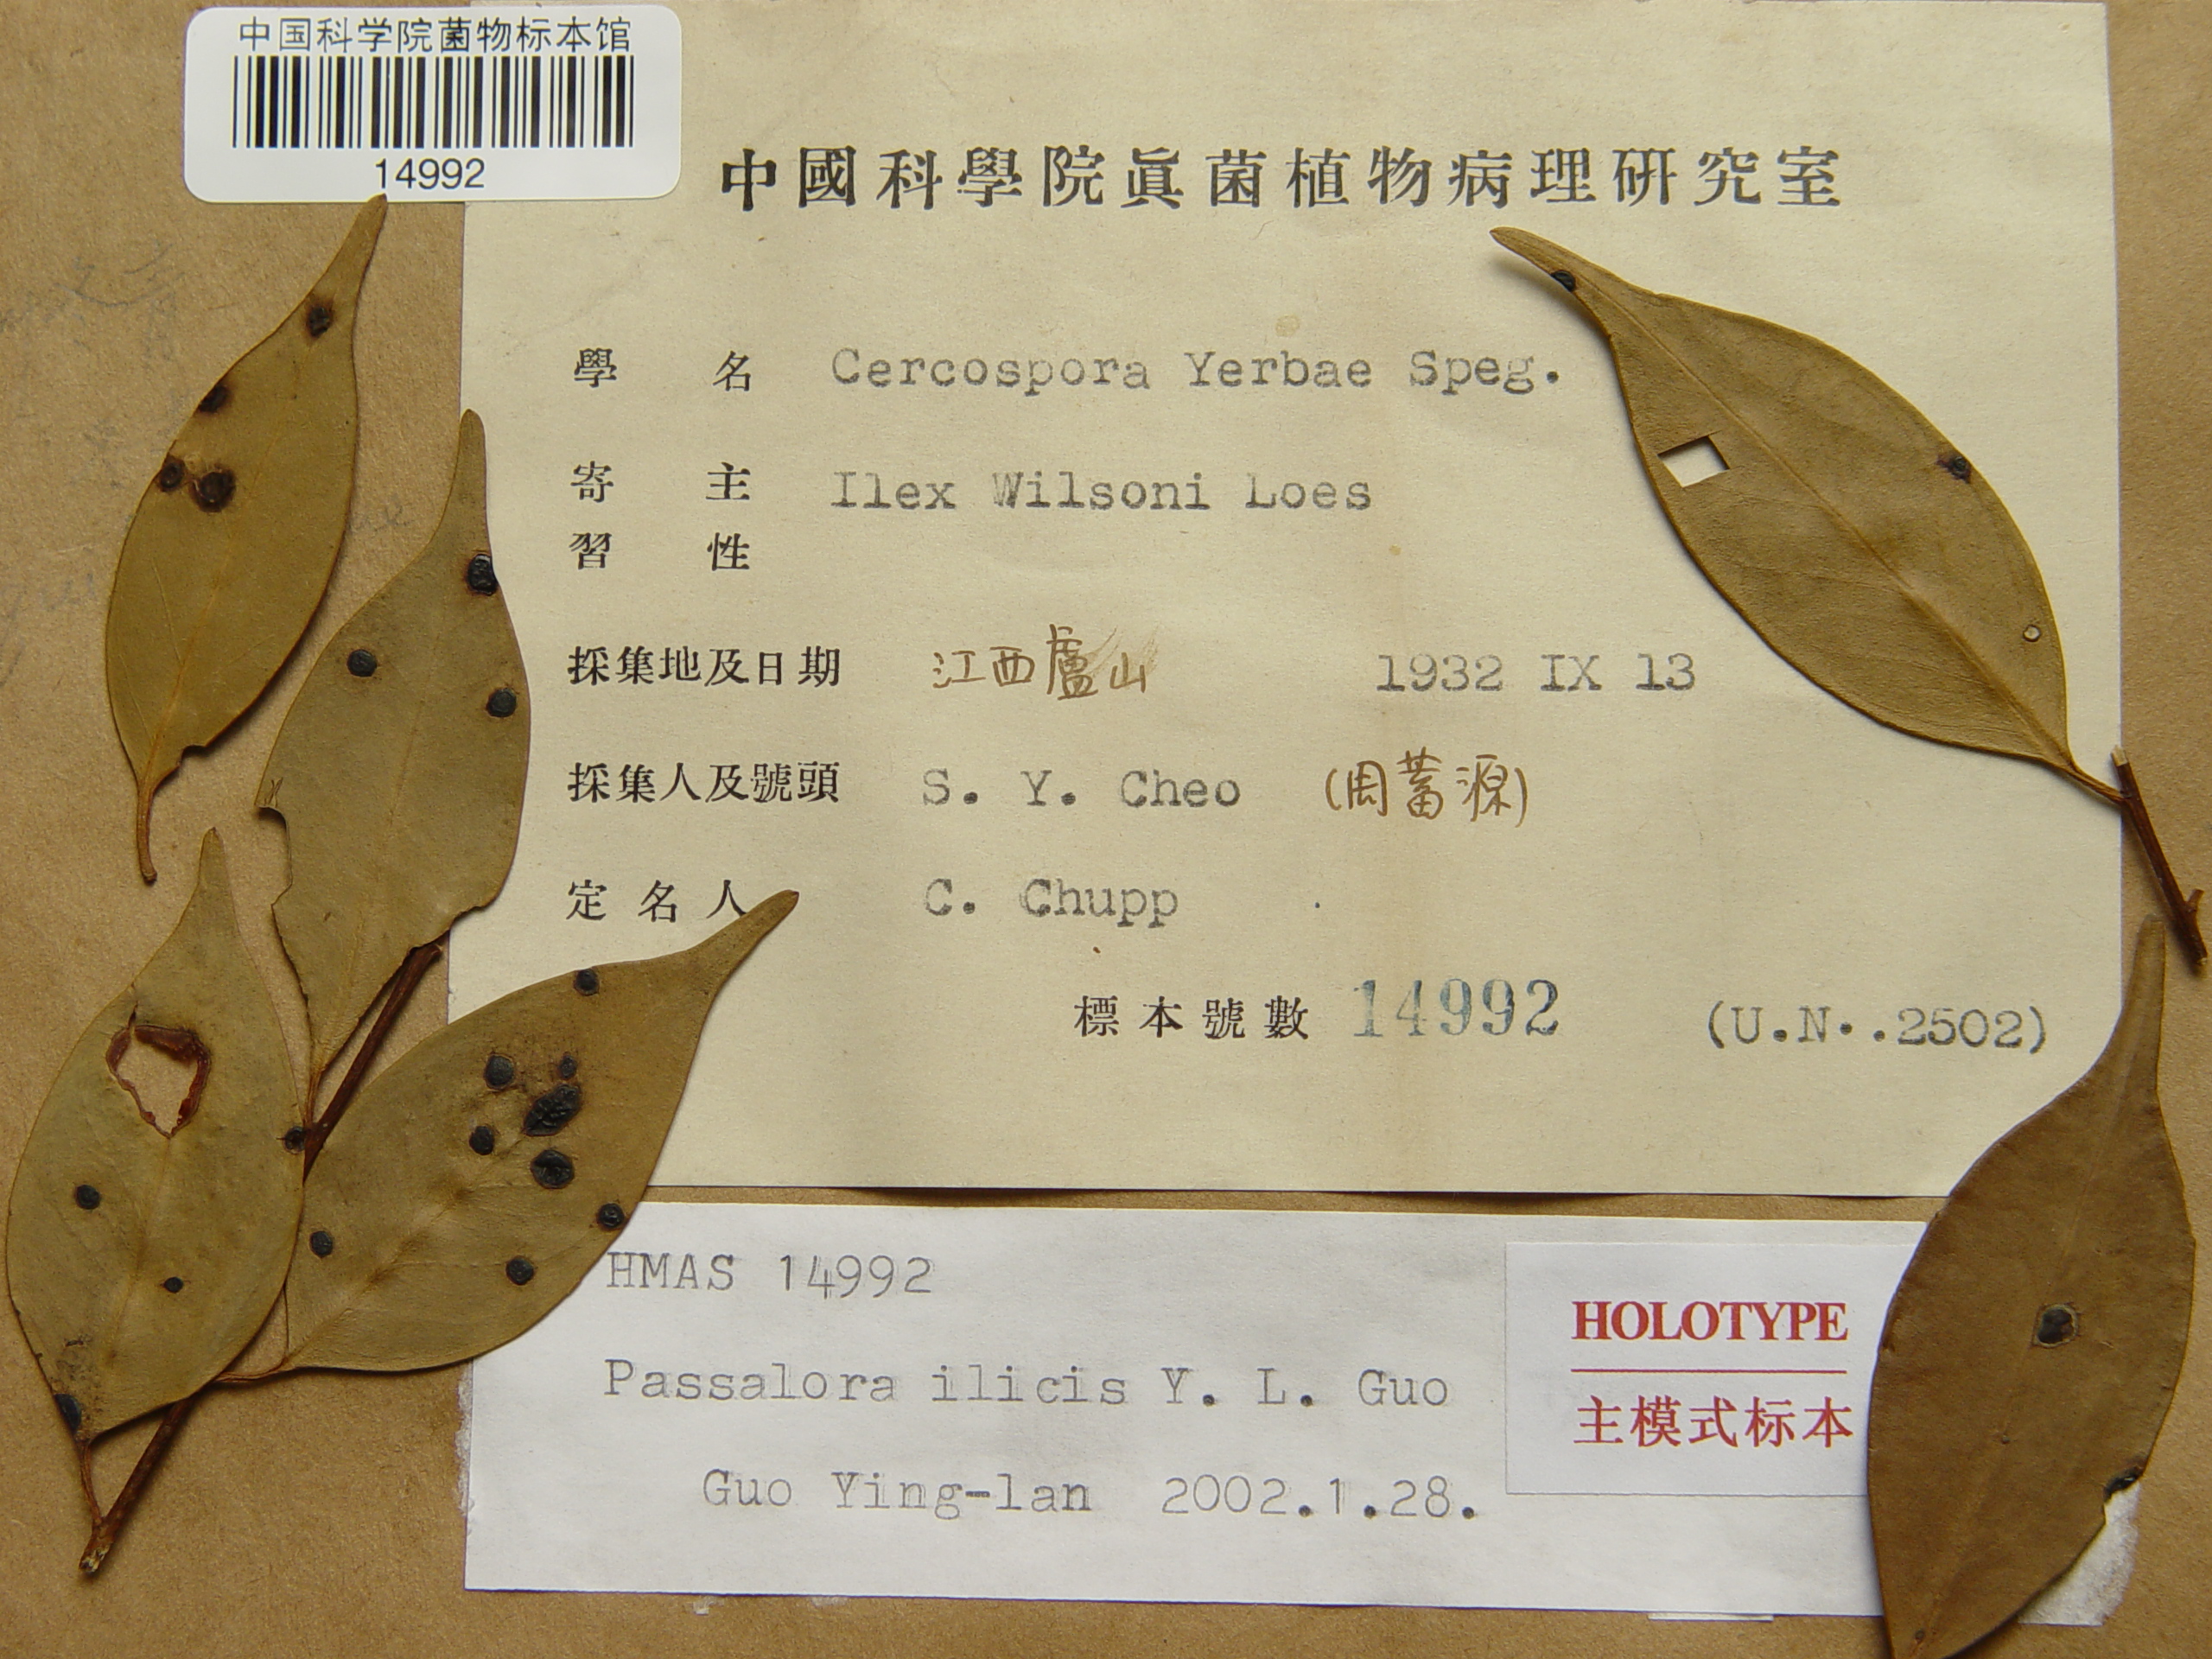 中国科学院菌物标本馆
14992
中國科學院眞菌植物病理研究室
學名 Cercospora Yerbae Speg.
寄主 Ilex Wilsoni Loes
習性
採集地及日期 江西廬山 1932 IX 13
採集人及號頭 S. Y. Cheo (周蓄源)
定名人 C. Chupp
標本號數 14992 (U.N..2502)
HMAS 14992
Passalora ilicis Y. L. Guo
Guo Ying-lan 2002.1.28.
HOLOTYPE
主模式标本